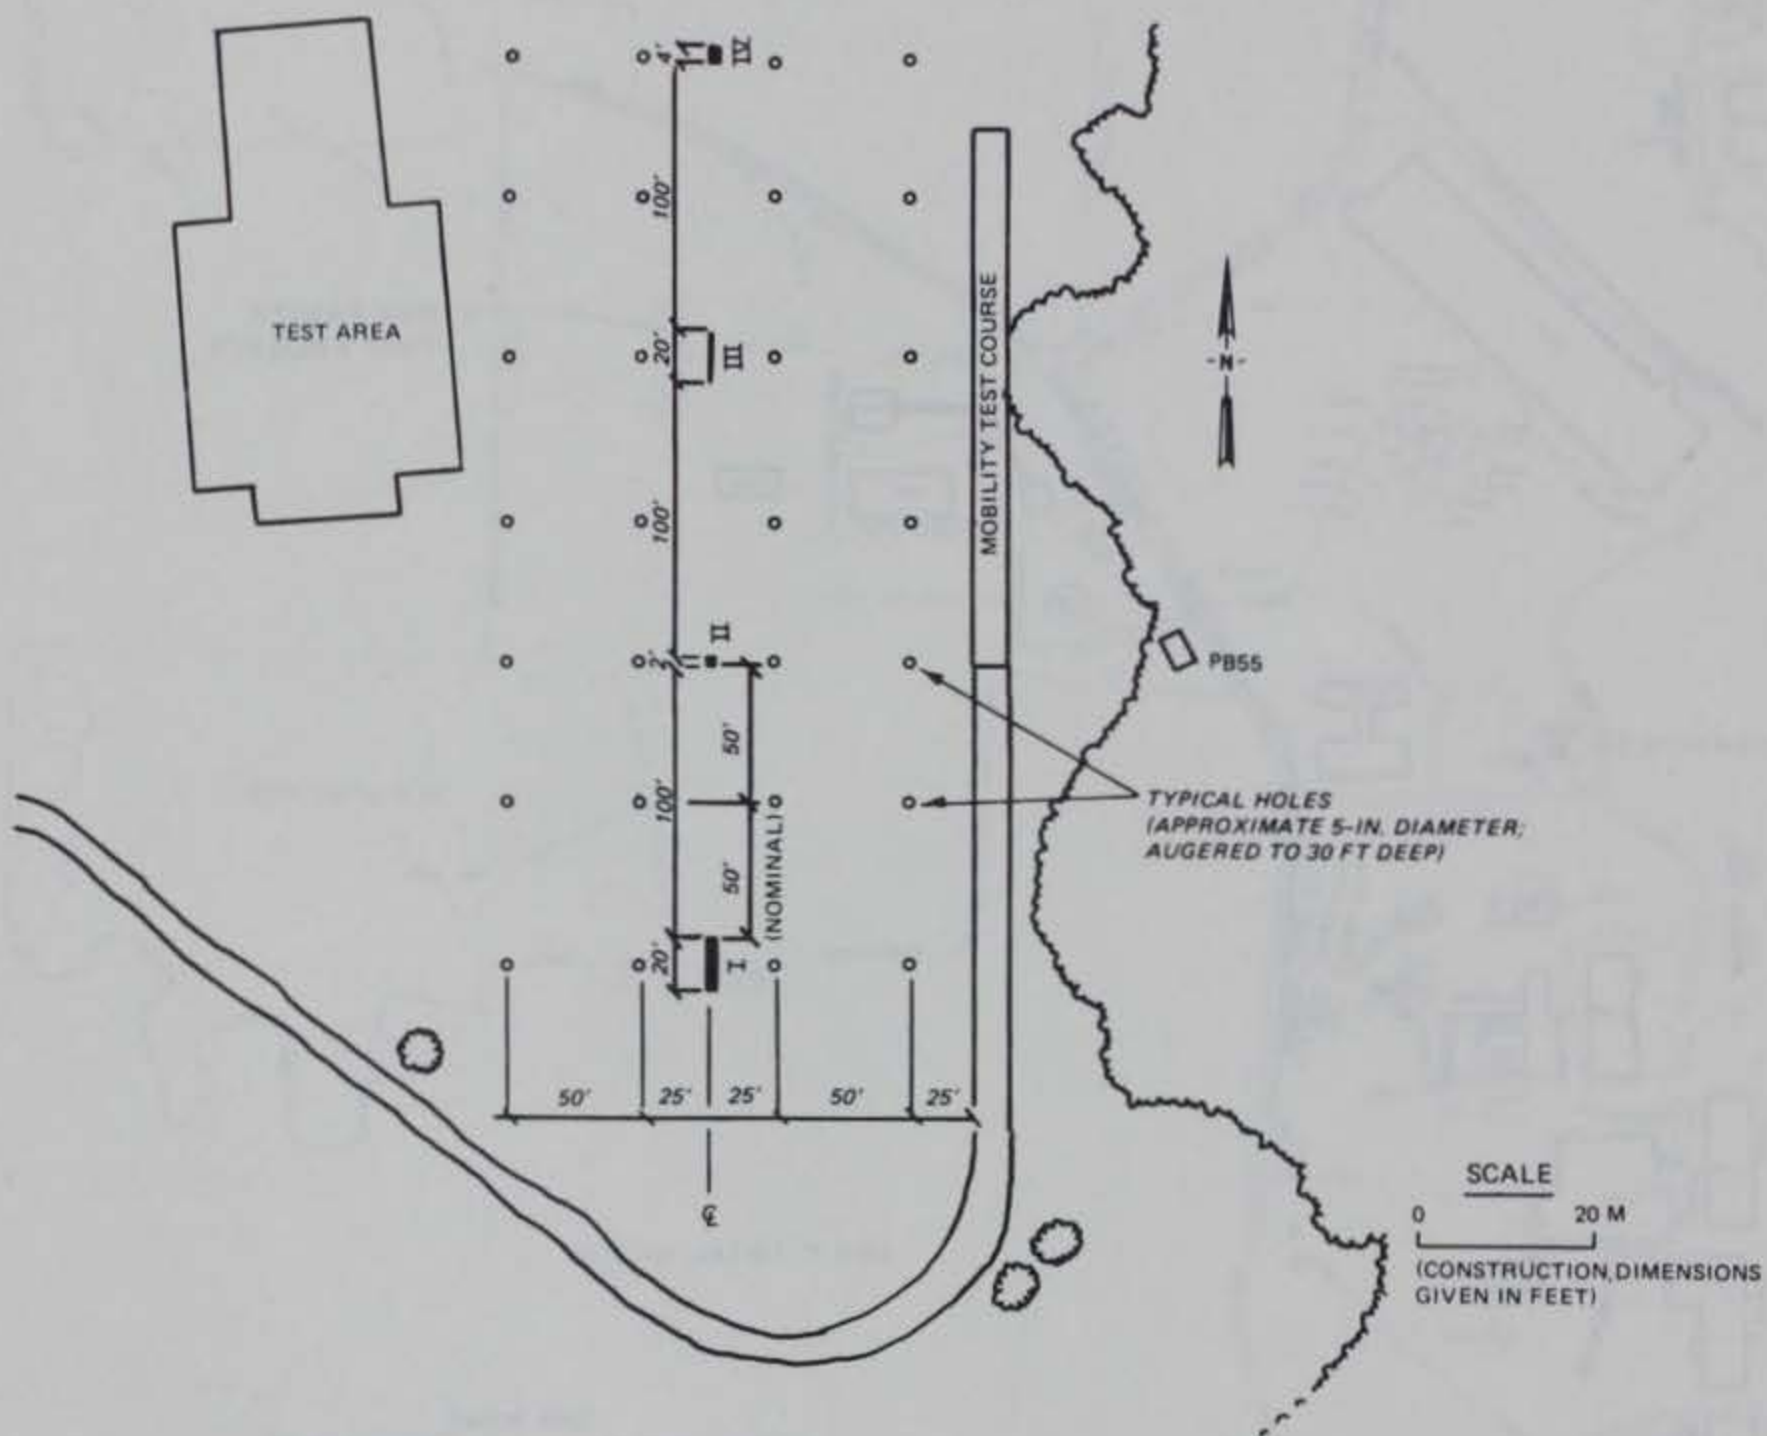 4'
IV
100'
TEST AREA
20'
III
MOBILITY TEST COURSE
-N-
100'
II
2'
PB55
50'
100'
TYPICAL HOLES
(APPROXIMATE 5-IN. DIAMETER;
AUGERED TO 30 FT DEEP)
50'
(NOMINAL)
20'
I
50'
25'
25'
50'
25'
℄
SCALE
0
20 M
(CONSTRUCTION DIMENSIONS
GIVEN IN FEET)